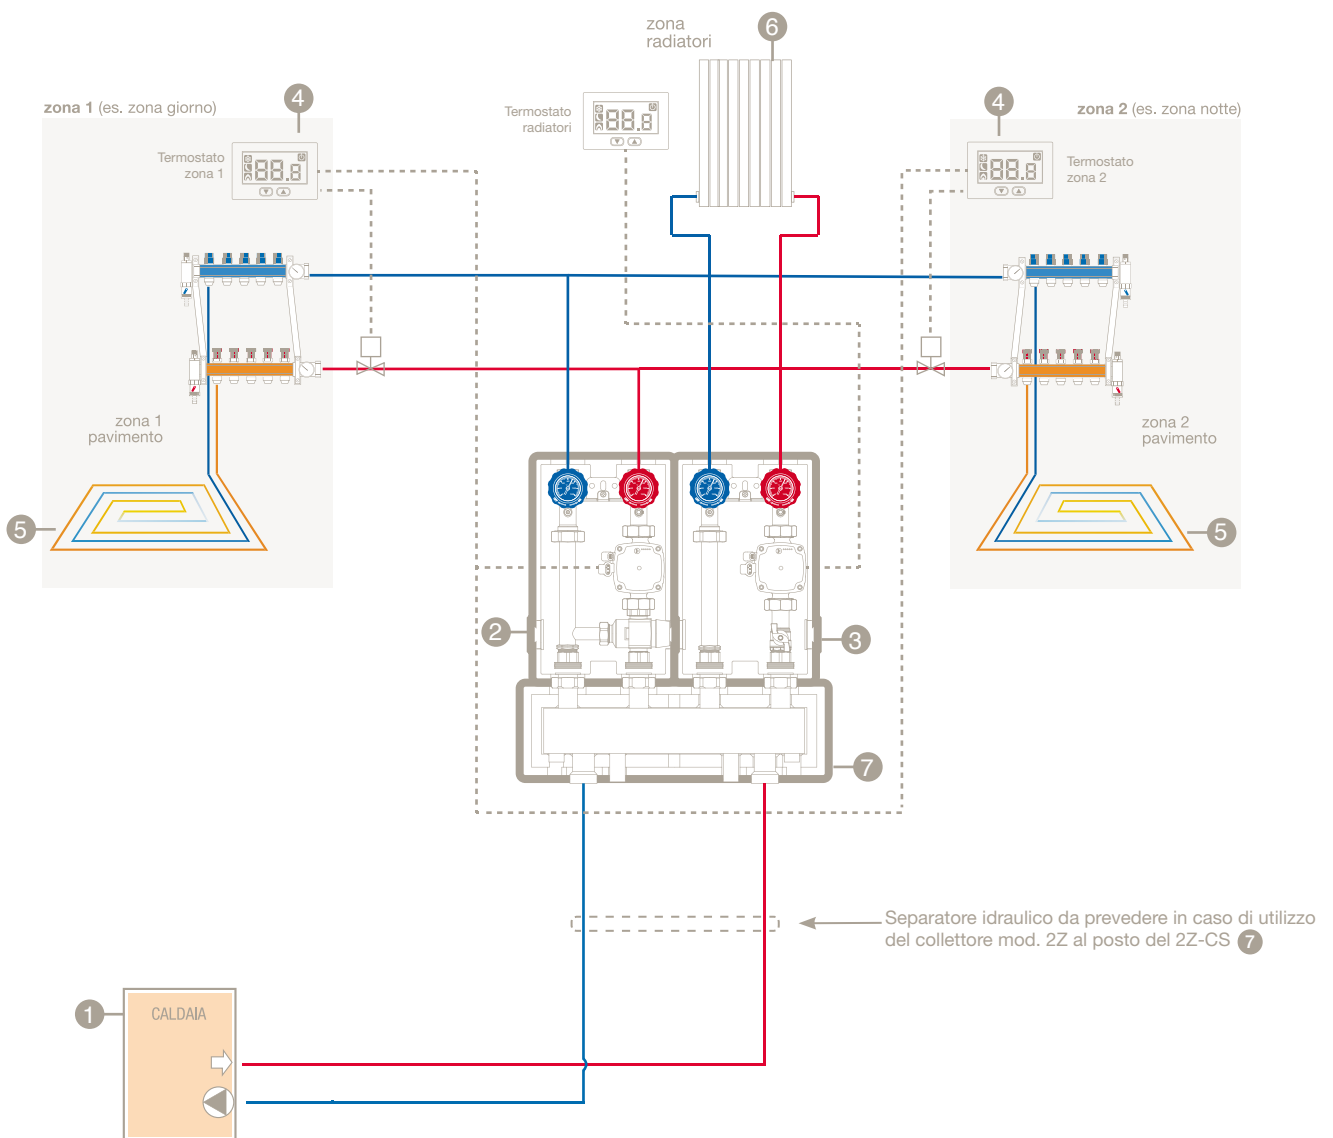 zona
radiatori
6
zona 1 (es. zona giorno)
4
Termostato
zona 1
88.8
Termostato
radiatori
88.8
4
zona 2 (es. zona notte)
88.8
Termostato
zona 2
zona 1
pavimento
zona 2
pavimento
5
5
2
3
7
Separatore idraulico da prevedere in caso di utilizzo
del collettore mod. 2Z al posto del 2Z-CS 7
1
CALDAIA